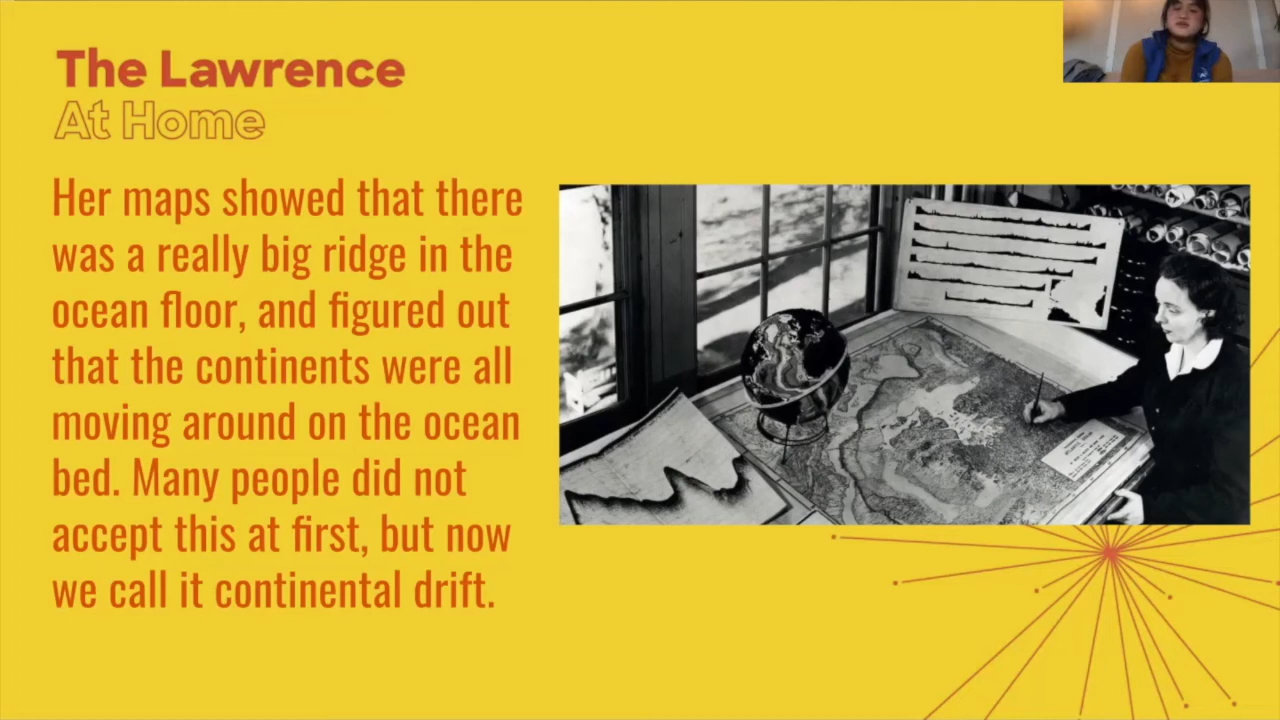 The Lawrence
At Home
Her maps showed that there
was a really big ridge in the
ocean floor, and figured out
that the continents were all
moving around on the ocean
bed. Many people did not
accept this at first, but now
we call it continental drift.